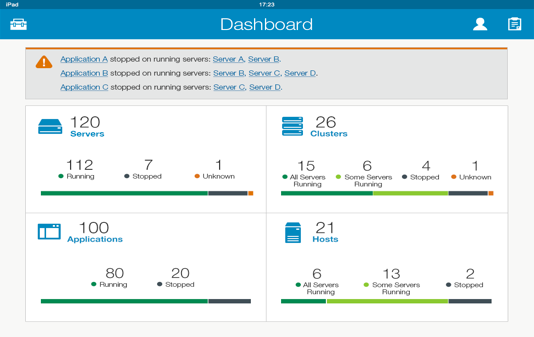 iPad 17:23
Dashboard
Application A stopped on running servers: Server A, Server B.
Application B stopped on running servers: Server B, Server C, Server D.
Application C stopped on running servers: Server C, Server D.
120
Servers
112 7 1
Running Stopped Unknown
26
Clusters
15 6 4 1
All Servers Running Some Servers Running Stopped Unknown
100
Applications
80 20
Running Stopped
21
Hosts
6 13 2
All Servers Running Some Servers Running Stopped